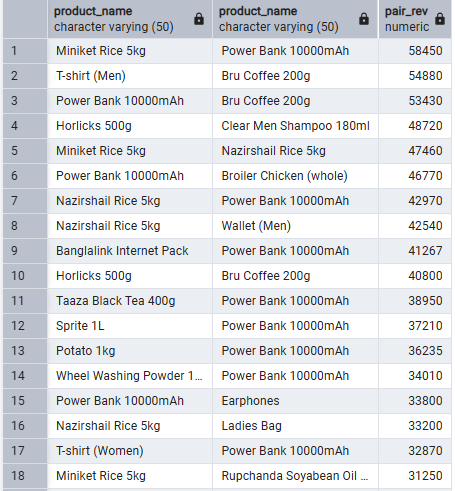 product_name product_name pair_rev
character varying (50) character varying (50) numeric
1 Miniket Rice 5kg Power Bank 10000mAh 58450
2 T-shirt (Men) Bru Coffee 200g 54880
3 Power Bank 10000mAh Bru Coffee 200g 53430
4 Horlicks 500g Clear Men Shampoo 180ml 48720
5 Miniket Rice 5kg Nazirshail Rice 5kg 47460
6 Power Bank 10000mAh Broiler Chicken (whole) 46770
7 Nazirshail Rice 5kg Power Bank 10000mAh 42970
8 Nazirshail Rice 5kg Wallet (Men) 42540
9 Banglalink Internet Pack Power Bank 10000mAh 41267
10 Horlicks 500g Bru Coffee 200g 40800
11 Taaza Black Tea 400g Power Bank 10000mAh 38950
12 Sprite 1L Power Bank 10000mAh 37210
13 Potato 1kg Power Bank 10000mAh 36235
14 Wheel Washing Powder 1... Power Bank 10000mAh 34010
15 Power Bank 10000mAh Earphones 33800
16 Nazirshail Rice 5kg Ladies Bag 33200
17 T-shirt (Women) Power Bank 10000mAh 32870
18 Miniket Rice 5kg Rupchanda Soyabean Oil ... 31250